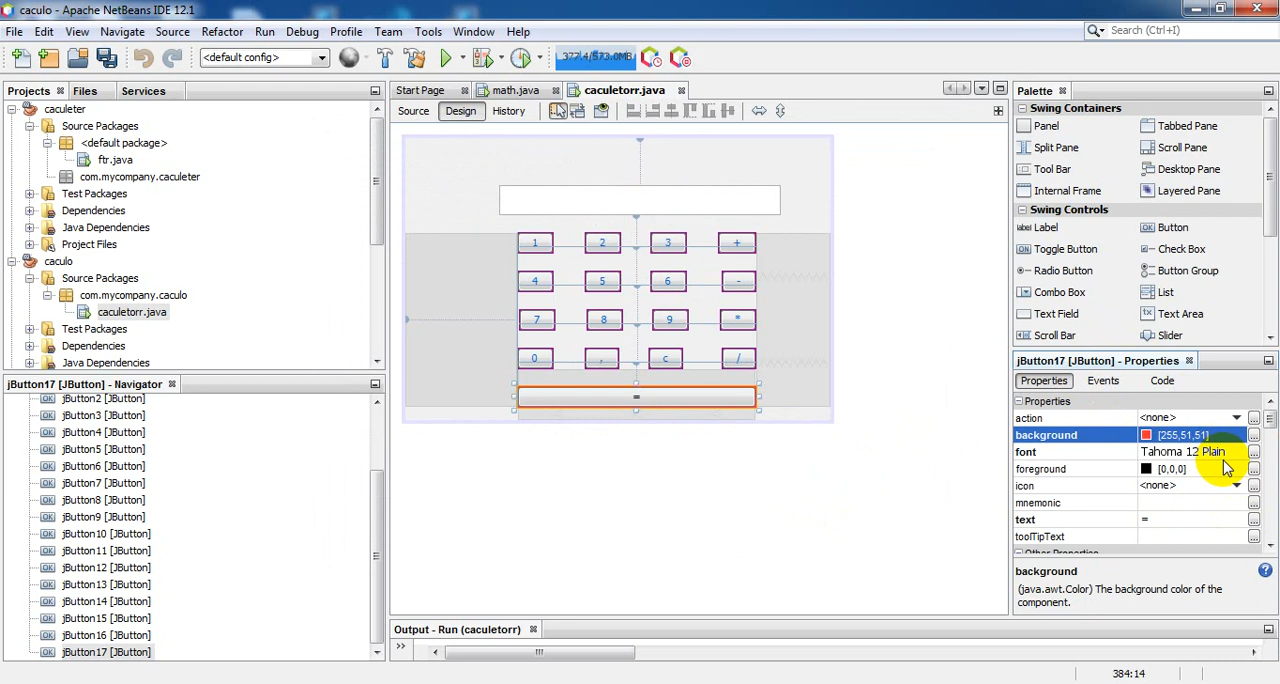 caculo - Apache NetBeans IDE 12.1
File Edit View Navigate Source Refactor Run Debug Profile Team Tools Window Help
Search (Ctrl+I)
<default config>
377.4/573.0MB
Projects Files Services
Start Page math.java caculetorr.java
Source Design History
caculeter
Source Packages
<default package>
ftr.java
com.mycompany.caculeter
Test Packages
Dependencies
Java Dependencies
Project Files
caculo
Source Packages
com.mycompany.caculo
caculetorr.java
Test Packages
Dependencies
Java Dependencies
jButton17 [JButton] - Navigator
jButton2 [JButton]
jButton3 [JButton]
jButton4 [JButton]
jButton5 [JButton]
jButton6 [JButton]
jButton7 [JButton]
jButton8 [JButton]
jButton9 [JButton]
jButton10 [JButton]
jButton11 [JButton]
jButton12 [JButton]
jButton13 [JButton]
jButton14 [JButton]
jButton15 [JButton]
jButton16 [JButton]
jButton17 [JButton]
1 2 3 +
4 5 6 -
7 8 9 *
0 , c /
=
Output - Run (caculetorr)
Palette
Swing Containers
Panel Tabbed Pane
Split Pane Scroll Pane
Tool Bar Desktop Pane
Internal Frame Layered Pane
Swing Controls
label Label OK Button
ON Toggle Button Check Box
Radio Button Button Group
Combo Box List
Text Field Text Area
Scroll Bar Slider
jButton17 [JButton] - Properties
Properties Events Code
Properties
action <none>
background [255,51,51]
font Tahoma 12 Plain
foreground [0,0,0]
icon <none>
mnemonic
text =
toolTipText
Other Properties
background
(java.awt.Color) The background color of the
component.
384:14